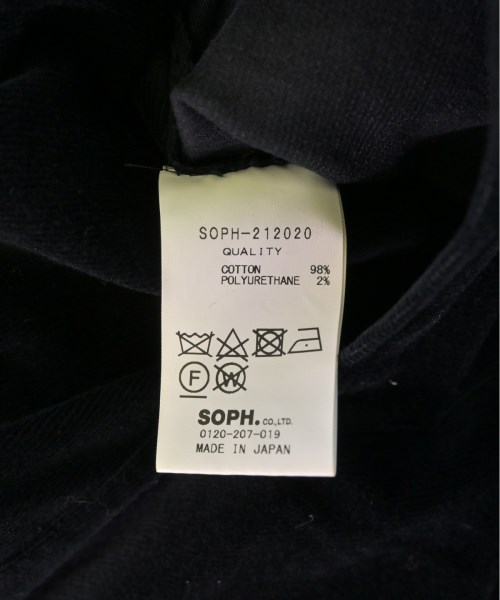 SOPH-212020
QUALITY
COTTON 98%
POLYURETHANE 2%
F W
SOPH. CO.,LTD.
0120-207-019
MADE IN JAPAN